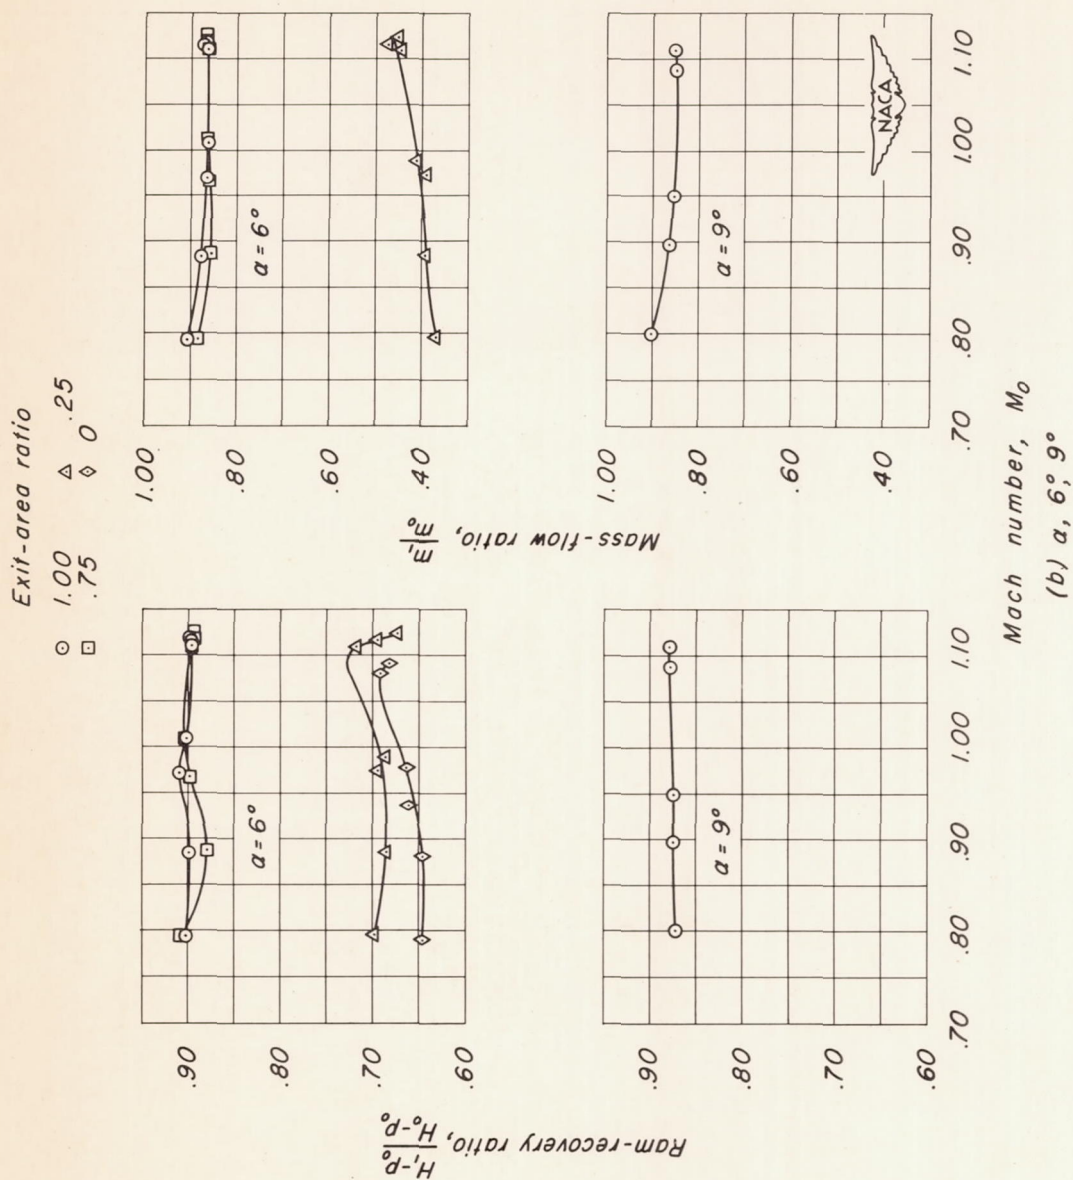 Exit-area ratio
⊙ 1.00 △ .25
⊡ .75 ◇ 0
.90
.80
.70
.60
α = 6°
Ram-recovery ratio, H₁-p₀/H₀-p₀
1.00
.80
.60
.40
α = 6°
Mass-flow ratio, m₁/m₀
.90
.80
.70
.60
α = 9°
.70 .80 .90 1.00 1.10
1.00
.80
.60
.40
α = 9°
NACA
.70 .80 .90 1.00 1.10
Mach number, M₀
(b) α, 6°, 9°